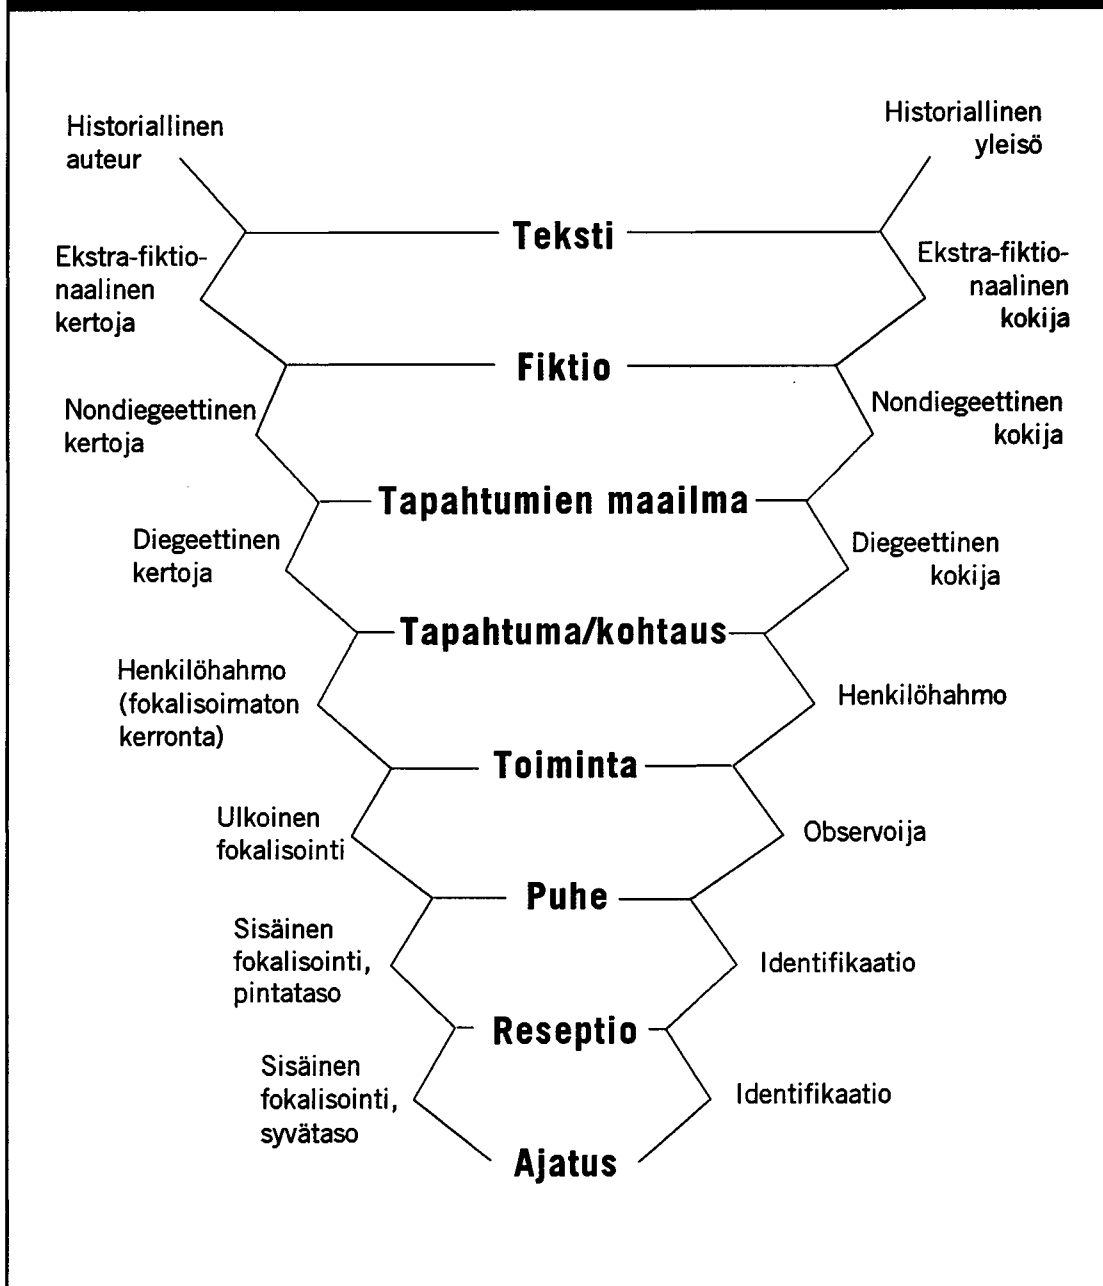 Historiallinen
auteur
Historiallinen
yleisö
Teksti
Ekstra-fiktio-
naalinen
kertoja
Ekstra-fiktio-
naalinen
kokija
Fiktio
Nondiegeettinen
kertoja
Nondiegeettinen
kokija
Tapahtumien maailma
Diegeettinen
kertoja
Diegeettinen
kokija
Tapahtuma/kohtaus
Henkilöhahmo
(fokalisoimaton
kerronta)
Henkilöhahmo
Toiminta
Ulkoinen
fokalisointi
Observoija
Puhe
Sisäinen
fokalisointi,
pintataso
Identifikaatio
Reseptio
Sisäinen
fokalisointi,
syvätaso
Identifikaatio
Ajatus